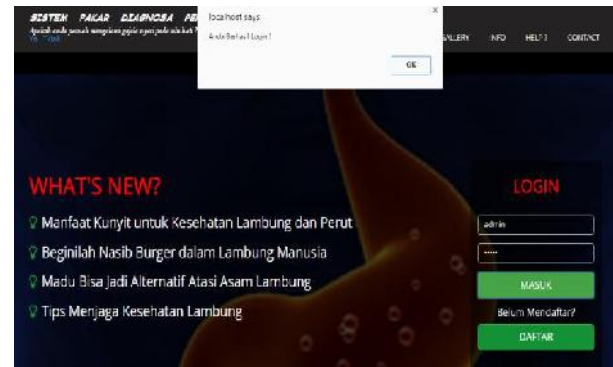 SISTEM PAKAR DIAGNOSA
localhost says:
Anda Berhasil Login !
OK
GALLERY INFO HELP ? CONTACT
WHAT'S NEW?
Manfaat Kunyit untuk Kesehatan Lambung dan Perut
Beginilah Nasib Burger dalam Lambung Manusia
Madu Bisa Jadi Alternatif Atasi Asam Lambung
Tips Menjaga Kesehatan Lambung
LOGIN
admin
•••••
MASUK
Belum Mendaftar?
DAFTAR